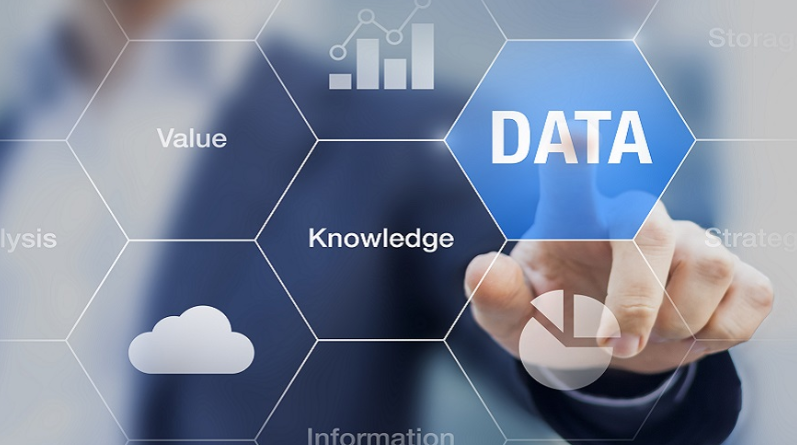 Storag
DATA
Value
lysis
Knowledge
Strateg
Information